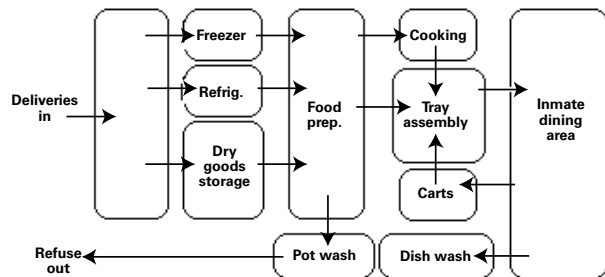 Freezer
Cooking
Deliveries
in
Refrig.
Food
prep.
Tray
assembly
Inmate
dining
area
Dry
goods
storage
Carts
Refuse
out
Pot wash
Dish wash